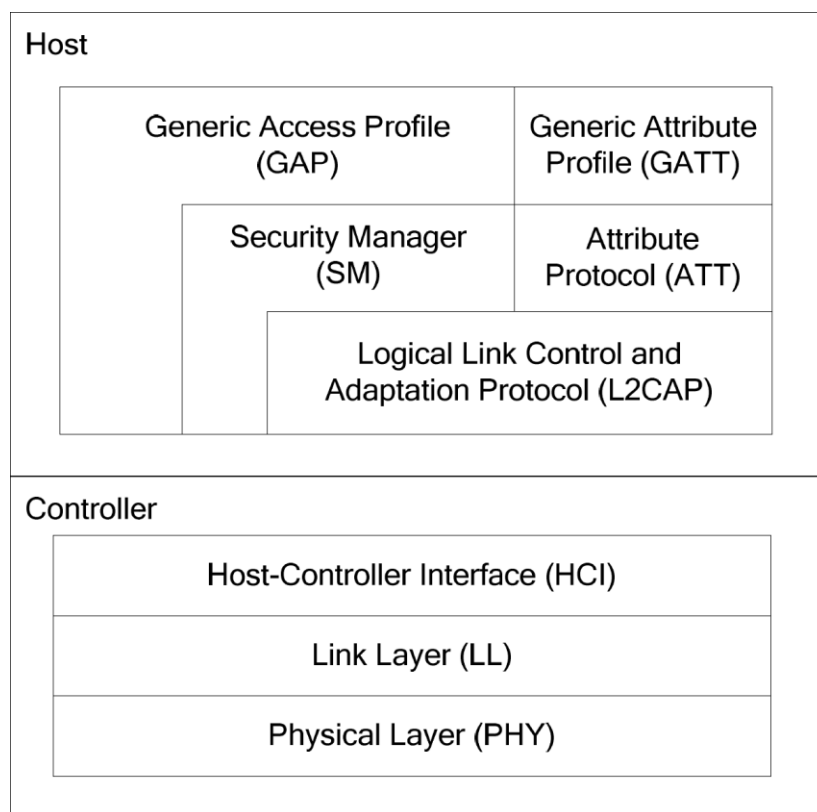 Host
Generic Access Profile
(GAP)
Generic Attribute
Profile (GATT)
Security Manager
(SM)
Attribute
Protocol (ATT)
Logical Link Control and
Adaptation Protocol (L2CAP)
Controller
Host-Controller Interface (HCI)
Link Layer (LL)
Physical Layer (PHY)